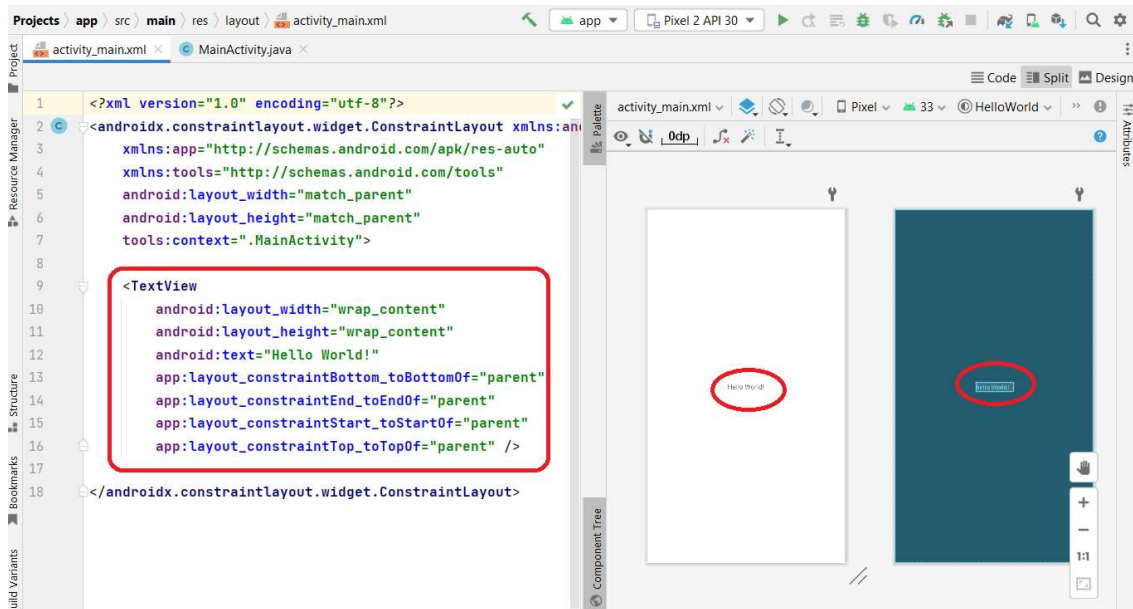 Projects app src main res layout activity_main.xml app Pixel 2 API 30
activity_main.xml MainActivity.java
Code Split Design
Project
Resource Manager
Structure
Bookmarks
uild Variants
1 <?xml version="1.0" encoding="utf-8"?>
2 C <androidx.constraintlayout.widget.ConstraintLayout xmlns:an
3 xmlns:app="http://schemas.android.com/apk/res-auto"
4 xmlns:tools="http://schemas.android.com/tools"
5 android:layout_width="match_parent"
6 android:layout_height="match_parent"
7 tools:context=".MainActivity">
8
9 <TextView
10 android:layout_width="wrap_content"
11 android:layout_height="wrap_content"
12 android:text="Hello World!"
13 app:layout_constraintBottom_toBottomOf="parent"
14 app:layout_constraintEnd_toEndOf="parent"
15 app:layout_constraintStart_toStartOf="parent"
16 app:layout_constraintTop_toTopOf="parent" />
17
18 </androidx.constraintlayout.widget.ConstraintLayout>
Palette
Component Tree
activity_main.xml Pixel 33 HelloWorld
0dp
Hello World!
Hello World!
1:1
Attributes